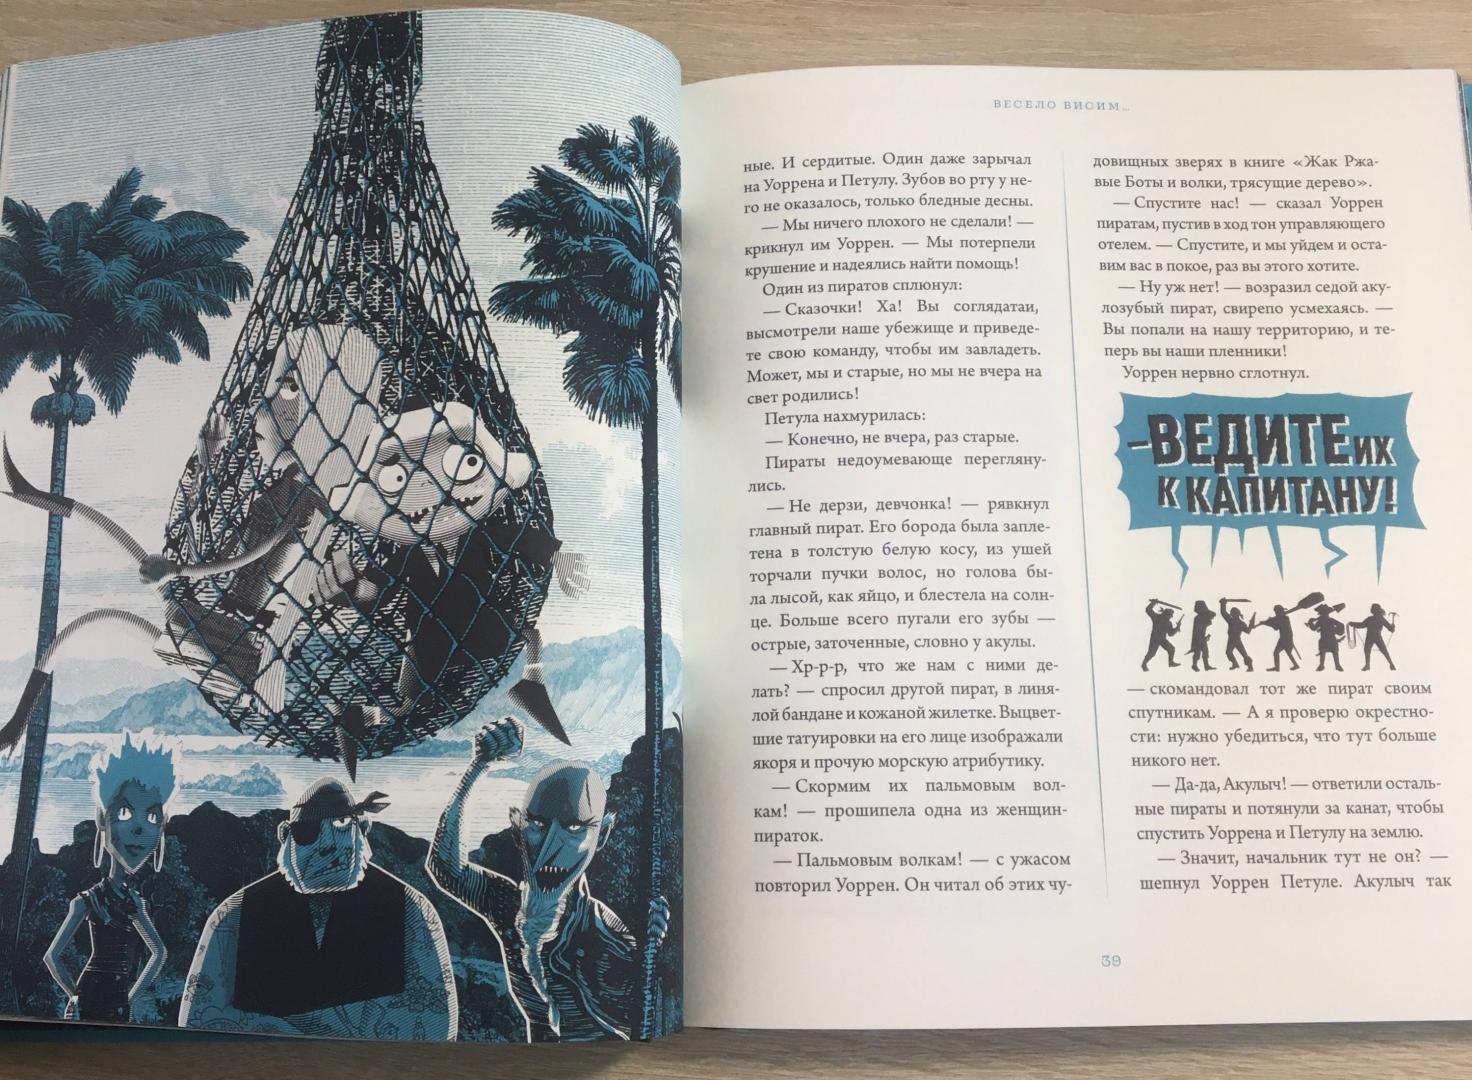 ВЕСЕЛО ВИСИМ...
ные. И сердитые. Один даже зарычал
на Уоррена и Петулу. Зубов во рту у не-
го не оказалось, только бледные десны.
— Мы ничего плохого не сделали! —
крикнул им Уоррен. — Мы потерпели
крушение и надеялись найти помощь!
Один из пиратов сплюнул:
— Сказочки! Ха! Вы соглядатаи,
высмотрели наше убежище и приведе-
те свою команду, чтобы им завладеть.
Может, мы и старые, но мы не вчера на
свет родились!
Петула нахмурилась:
— Конечно, не вчера, раз старые.
Пираты недоумевающе перегляну-
лись.
— Не дерзи, девчонка! — рявкнул
главный пират. Его борода была запле-
тена в толстую белую косу, из ушей
торчали пучки волос, но голова бы-
ла лысой, как яйцо, и блестела на солн-
це. Больше всего пугали его зубы —
острые, заточенные, словно у акулы.
— Хр-р-р, что же нам с ними де-
лать? — спросил другой пират, в линя-
лой бандане и кожаной жилетке. Выцвет-
шие татуировки на его лице изображали
якоря и прочую морскую атрибутику.
— Скормим их пальмовым вол-
кам! — прошипела одна из женщин-
пираток.
— Пальмовым волкам! — с ужасом
повторил Уоррен. Он читал об этих чу-
довищных зверях в книге «Жак Ржа-
вые Боты и волки, трясущие дерево».
— Спустите нас! — сказал Уоррен
пиратам, пустив в ход тон управляющего
отелем. — Спустите, и мы уйдем и оста-
вим вас в покое, раз вы этого хотите.
— Ну уж нет! — возразил седой аку-
лозубый пират, свирепо усмехаясь. —
Вы попали на нашу территорию, и те-
перь вы наши пленники!
Уоррен нервно сглотнул.
—ВЕДИТЕ ИХ
К КАПИТАНУ!
— скомандовал тот же пират своим
спутникам. — А я проверю окрестно-
сти: нужно убедиться, что тут больше
никого нет.
— Да-да, Акулыч! — ответили осталь-
ные пираты и потянули за канат, чтобы
спустить Уоррена и Петулу на землю.
— Значит, начальник тут не он? —
шепнул Уоррен Петуле. Акулыч так
39